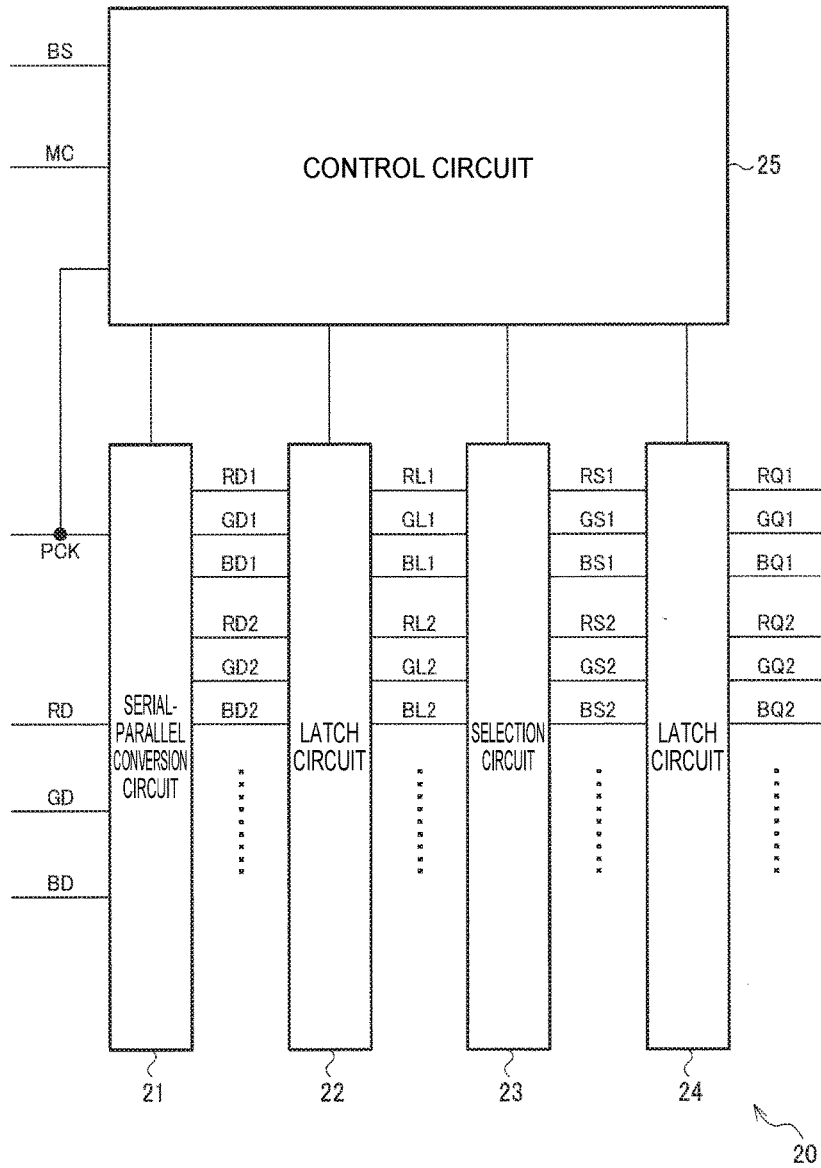 BS
MC
CONTROL CIRCUIT
25
PCK
RD
GD
BD
SERIAL-
PARALLEL
CONVERSION
CIRCUIT
21
RD1
GD1
BD1
RD2
GD2
BD2
LATCH
CIRCUIT
22
RL1
GL1
BL1
RL2
GL2
BL2
SELECTION
CIRCUIT
23
RS1
GS1
BS1
RS2
GS2
BS2
LATCH
CIRCUIT
24
RQ1
GQ1
BQ1
RQ2
GQ2
BQ2
20